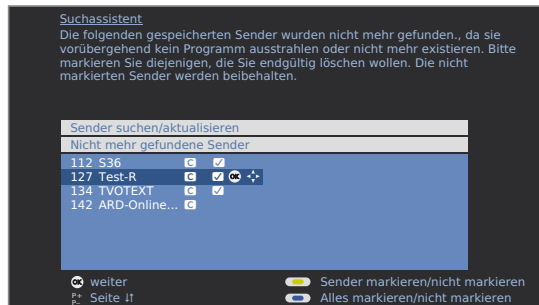 Suchassistent
Die folgenden gespeicherten Sender wurden nicht mehr gefunden., da sie
vorübergehend kein Programm ausstrahlen oder nicht mehr existieren. Bitte
markieren Sie diejenigen, die Sie endgültig löschen wollen. Die nicht
markierten Sender werden beibehalten.
Sender suchen/aktualisieren
Nicht mehr gefundene Sender
112 S36 C
127 Test-R C OK
134 TVOTEXT C
142 ARD-Online... C
OK weiter
Sender markieren/nicht markieren
P+ P– Seite
Alles markieren/nicht markieren